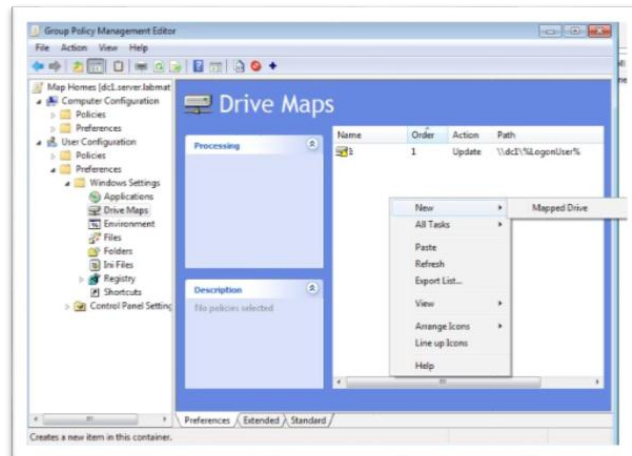 Group Policy Management Editor
File Action View Help
Map Homes [dc1.server.labmat
Computer Configuration
Policies
Preferences
User Configuration
Policies
Preferences
Windows Settings
Applications
Drive Maps
Environment
Files
Folders
Ini Files
Registry
Shortcuts
Control Panel Setting
Drive Maps
Processing
Description
No policies selected
Name Order Action Path
1 Update \\dc1\%LogonUser%
New Mapped Drive
All Tasks
Paste
Refresh
Export List...
View
Arrange Icons
Line up Icons
Help
Preferences Extended Standard
Creates a new item in this container.